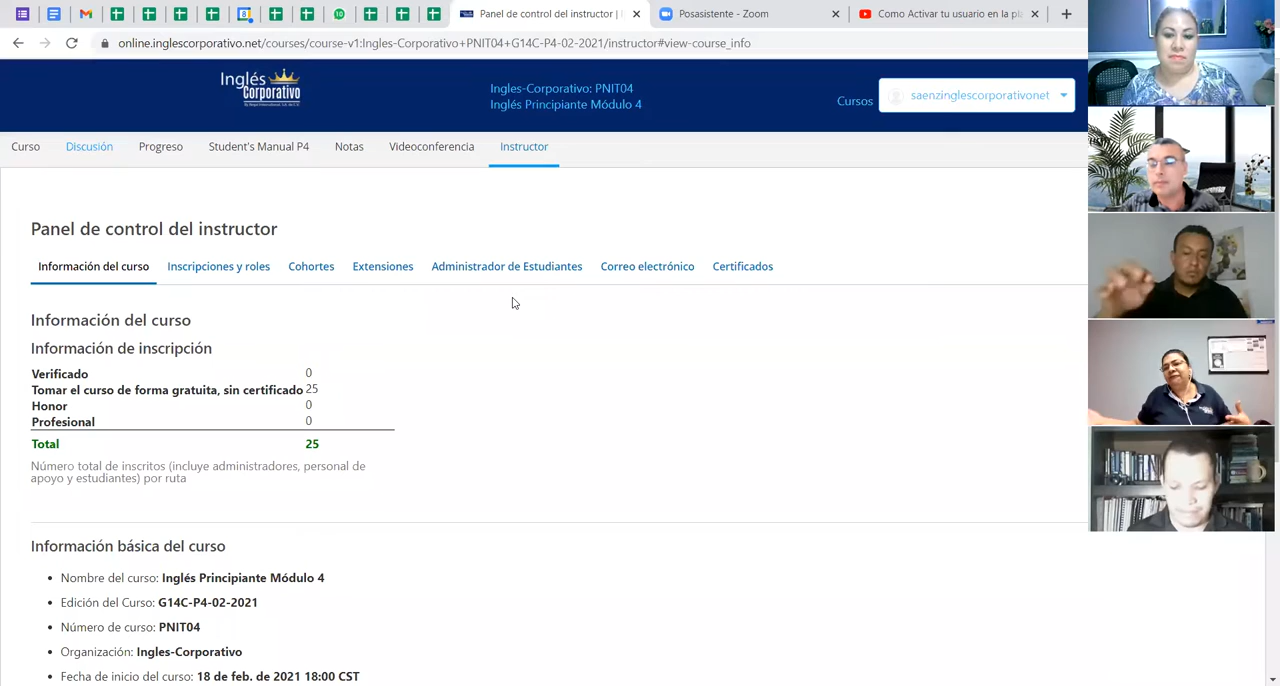 Panel de control del instructor | I
Posasistente - Zoom
Como Activar tu usuario en la pla
online.inglescorporativo.net/courses/course-v1:Ingles-Corporativo+PNIT04+G14C-P4-02-2021/instructor#view-course_info
Inglés
Corporativo
Ingles-Corporativo: PNIT04
Inglés Principiante Módulo 4
Cursos
saenzinglescorporativonet
Curso
Discusión
Progreso
Student's Manual P4
Notas
Videoconferencia
Instructor
Panel de control del instructor
Información del curso
Inscripciones y roles
Cohortes
Extensiones
Administrador de Estudiantes
Correo electrónico
Certificados
Información del curso
Información de inscripción
Verificado 0
Tomar el curso de forma gratuita, sin certificado 25
Honor 0
Profesional 0
Total 25
Número total de inscritos (incluye administradores, personal de
apoyo y estudiantes) por ruta
Información básica del curso
• Nombre del curso: Inglés Principiante Módulo 4
• Edición del Curso: G14C-P4-02-2021
• Número de curso: PNIT04
• Organización: Ingles-Corporativo
• Fecha de inicio del curso: 18 de feb. de 2021 18:00 CST